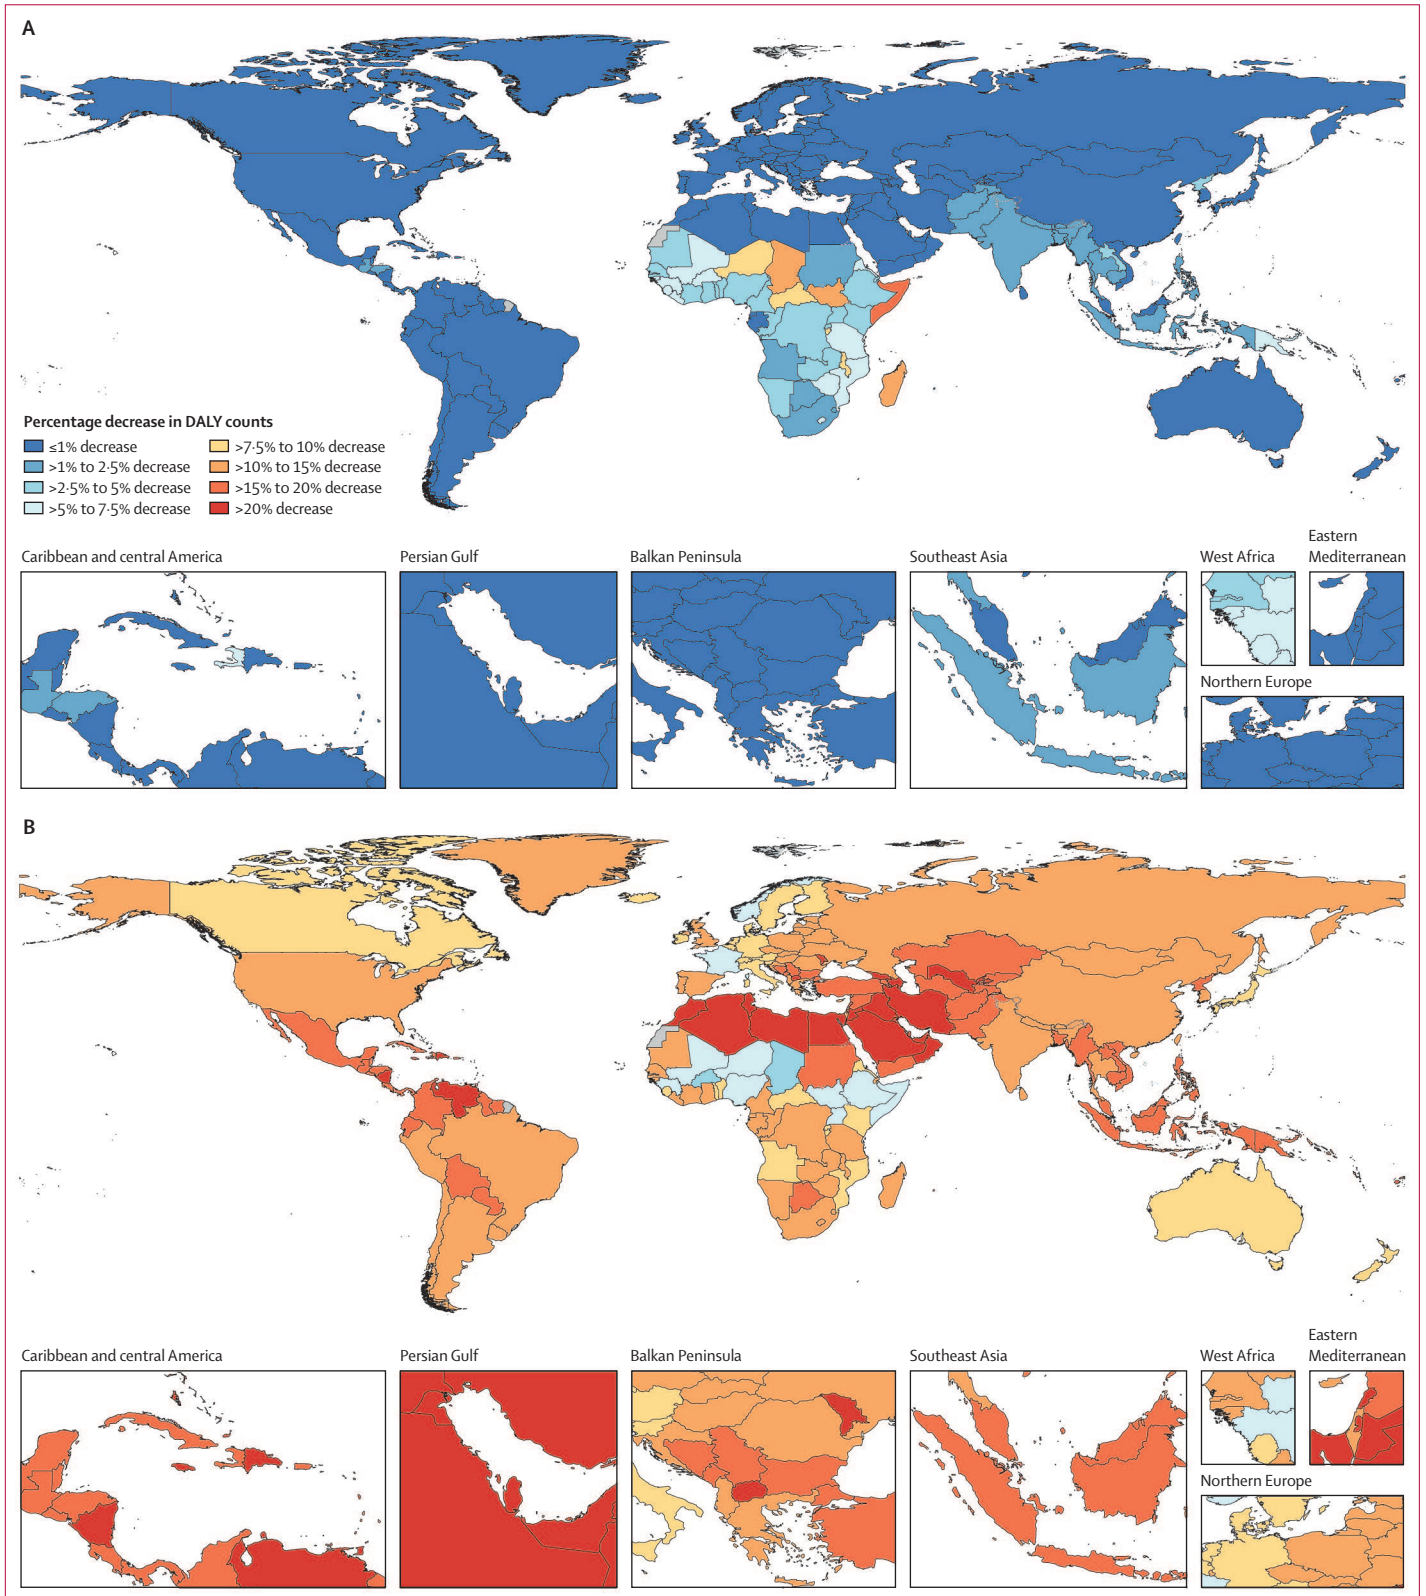 A
Percentage decrease in DALY counts
≤1% decrease
>1% to 2·5% decrease
>2·5% to 5% decrease
>5% to 7·5% decrease
>7·5% to 10% decrease
>10% to 15% decrease
>15% to 20% decrease
>20% decrease
Caribbean and central America
Persian Gulf
Balkan Peninsula
Southeast Asia
West Africa
Eastern
Mediterranean
Northern Europe
B
Caribbean and central America
Persian Gulf
Balkan Peninsula
Southeast Asia
West Africa
Eastern
Mediterranean
Northern Europe